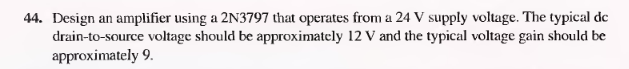 44. Design an amplifier using a 2N3797 that operates from a 24 V supply voltage. The typical dc
drain-to-source voltage should be approximately 12 V and the typical voltage gain should be
approximately 9.